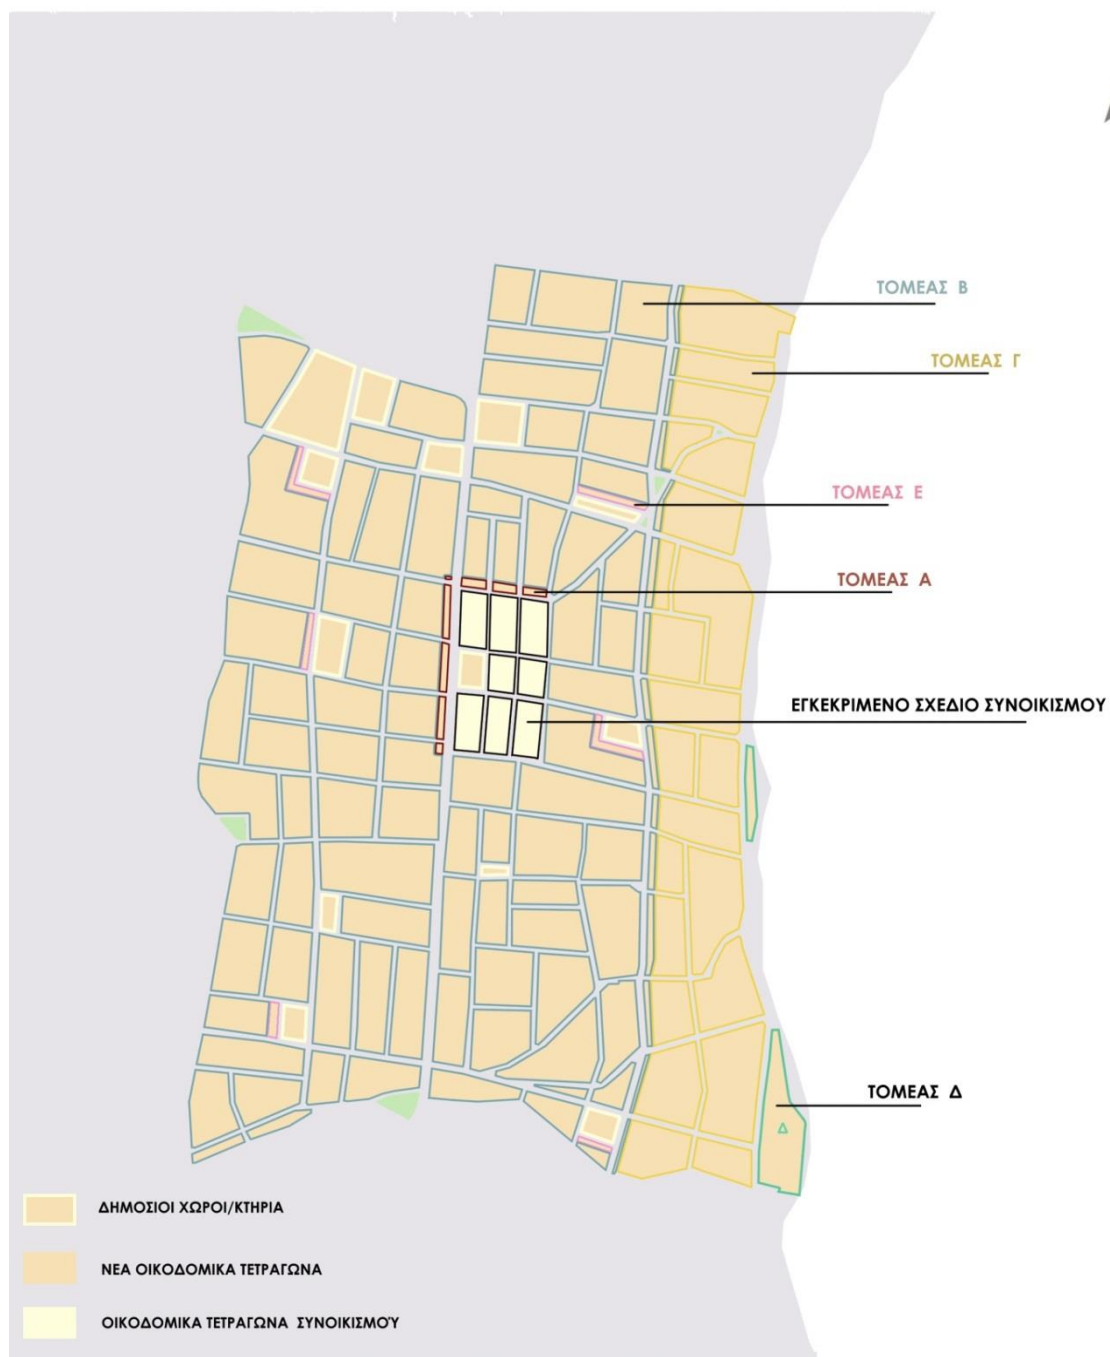 ΤΟΜΕΑΣ Β
ΤΟΜΕΑΣ Γ
ΤΟΜΕΑΣ Ε
ΤΟΜΕΑΣ Α
ΕΓΚΕΚΡΙΜΕΝΟ ΣΧΕΔΙΟ ΣΥΝΟΙΚΙΣΜΟΥ
ΤΟΜΕΑΣ Δ
Δ
ΔΗΜΟΣΙΟΙ ΧΩΡΟΙ/ΚΤΗΡΙΑ
ΝΕΑ ΟΙΚΟΔΟΜΙΚΑ ΤΕΤΡΑΓΩΝΑ
ΟΙΚΟΔΟΜΙΚΑ ΤΕΤΡΑΓΩΝΑ ΣΥΝΟΙΚΙΣΜΟΎ